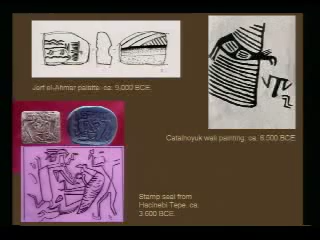 Jerf el-Ahmar palette, ca. 9,000 BCE
Catalhoyuk wall painting, ca. 6,000 BCE
Stamp seal from
Hacinebi Tepe, ca.
3,600 BCE